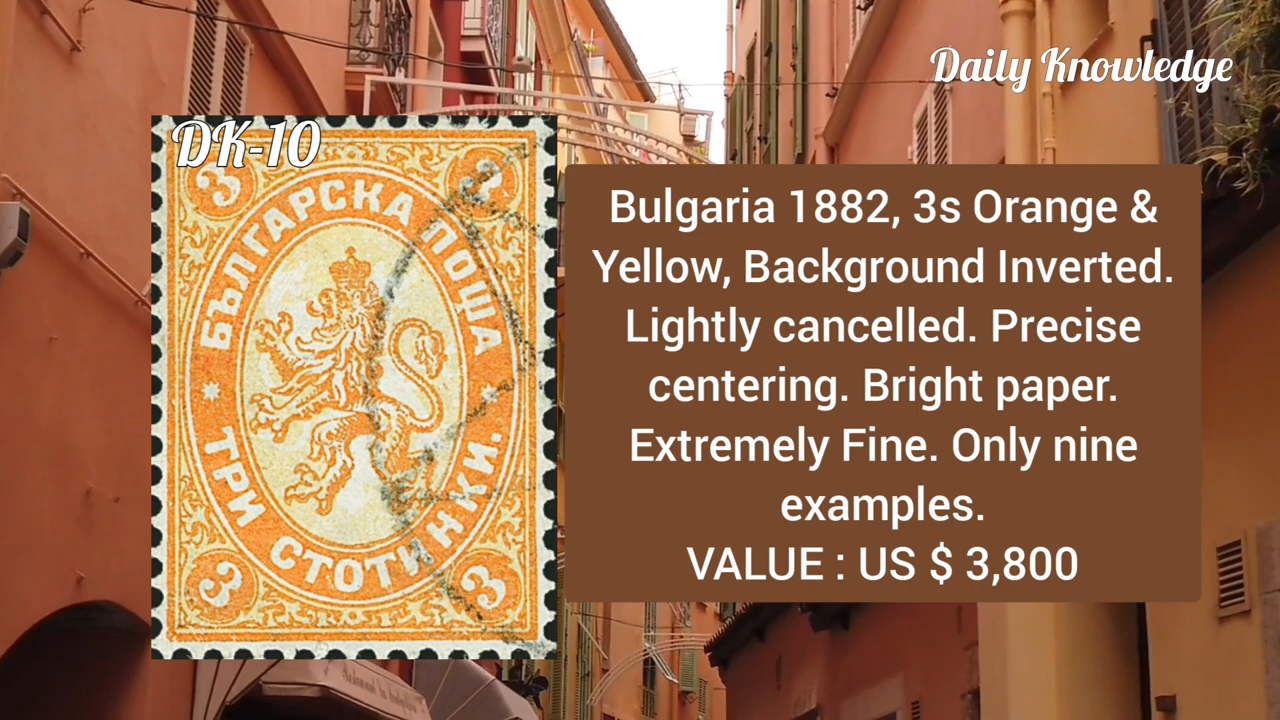 Daily Knowledge
DK-10
3 3
БЪЛГАРСКА ПОЩА
ТРИ СТОТИНКИ.
3 3
Bulgaria 1882, 3s Orange &
Yellow, Background Inverted.
Lightly cancelled. Precise
centering. Bright paper.
Extremely Fine. Only nine
examples.
VALUE : US $ 3,800